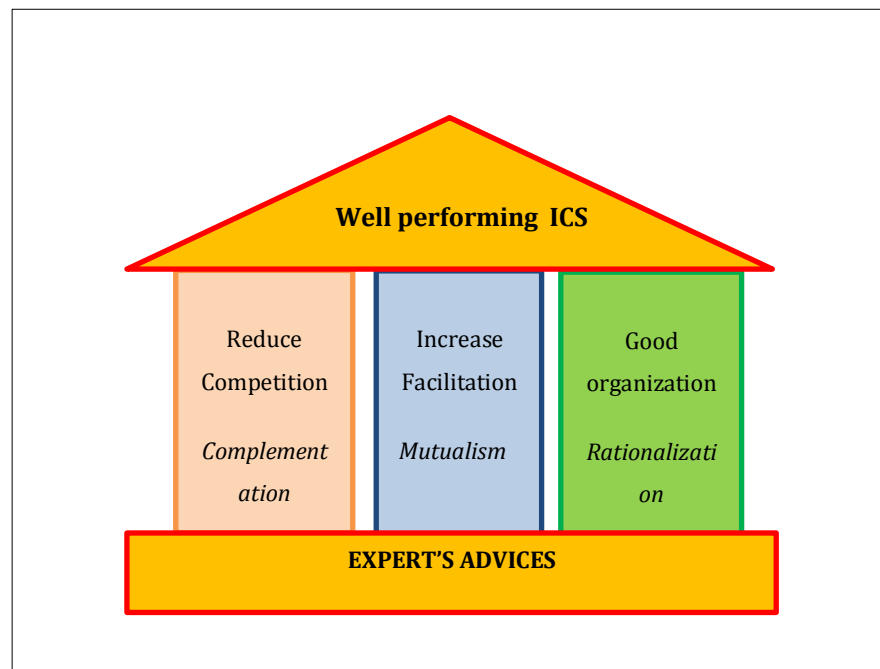 Well performing ICS
Reduce
Competition
Complement
ation
Increase
Facilitation
Mutualism
Good
organization
Rationalizati
on
EXPERT’S ADVICES